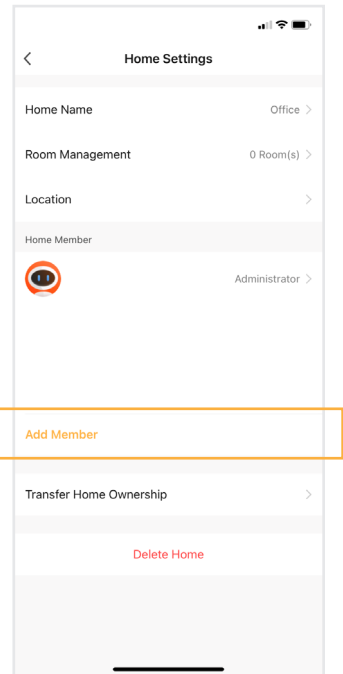 Home Settings
Home Name Office
Room Management 0 Room(s)
Location
Home Member
Administrator
Add Member
Transfer Home Ownership
Delete Home